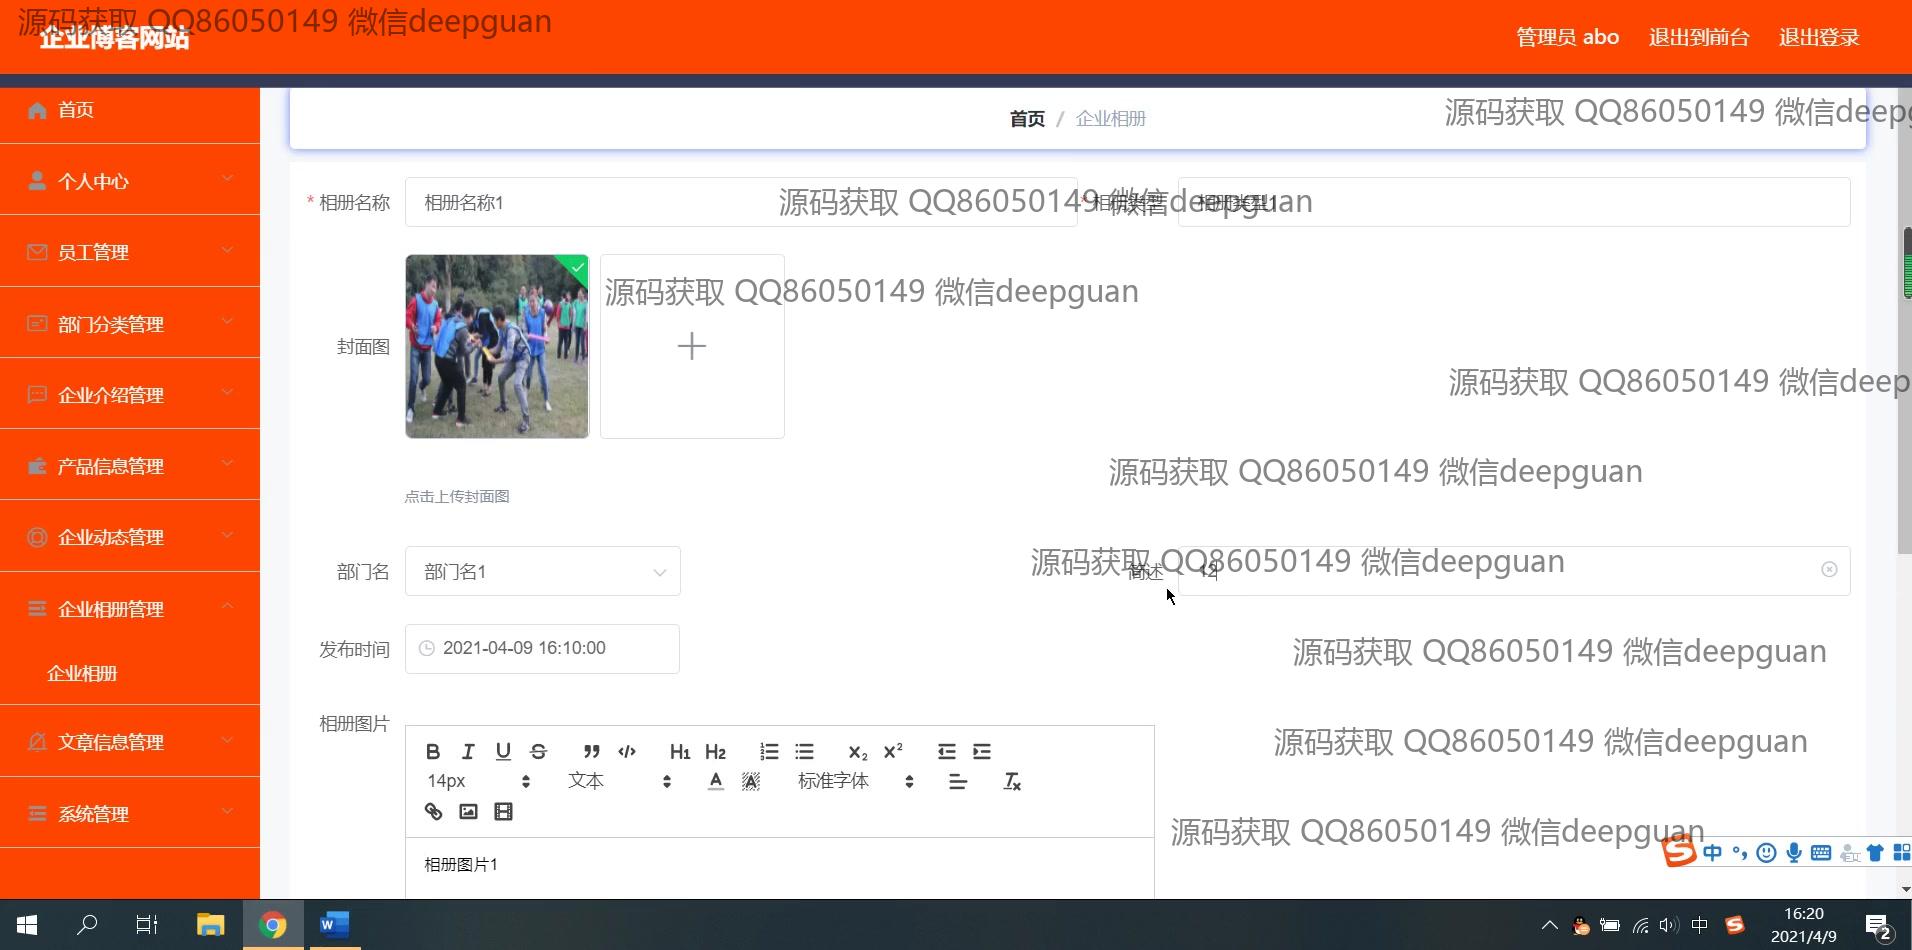 源码获取 QQ86050149 微信deepguan
企业博客网站
管理员 abo
退出到前台
退出登录
首页
个人中心
员工管理
部门分类管理
企业介绍管理
产品信息管理
企业动态管理
企业相册管理
企业相册
文章信息管理
系统管理
首页 / 企业相册
源码获取 QQ86050149 微信deepg
* 相册名称
相册名称1
源码获取 QQ86050149 微信deepguan
* 相册类型
相册类型1
封面图
源码获取 QQ86050149 微信deepguan
源码获取 QQ86050149 微信deep
源码获取 QQ86050149 微信deepguan
点击上传封面图
部门名
部门名1
源码获取 QQ86050149 微信deepguan
简述
12
发布时间
2021-04-09 16:10:00
源码获取 QQ86050149 微信deepguan
相册图片
B I U S H1 H2 X2 X2
14px 文本 A A 标准字体 Tx
源码获取 QQ86050149 微信deepguan
相册图片1
源码获取 QQ86050149 微信deepguan
S 中
W
中 S
16:20
2021/4/9
2